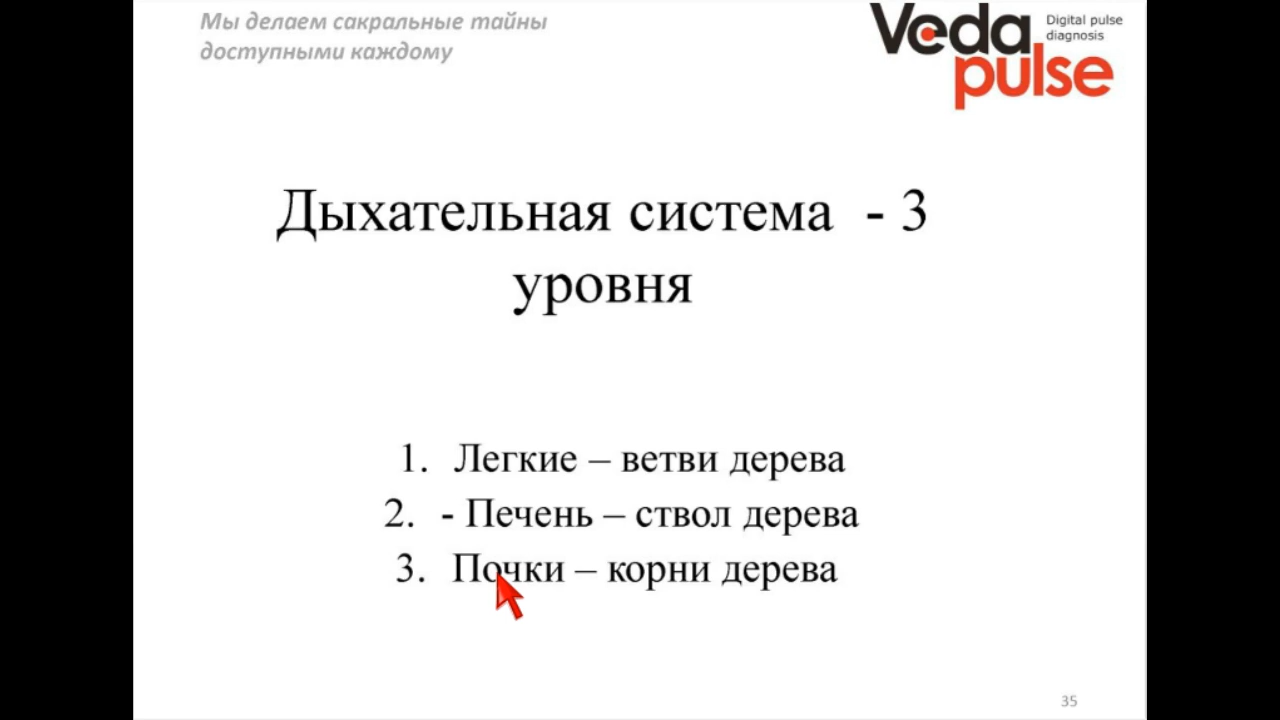 Мы делаем сакральные тайны
доступными каждому
Veda
pulse
Digital pulse
diagnosis
Дыхательная система - 3
уровня
1. Легкие – ветви дерева
2. - Печень – ствол дерева
3. Почки – корни дерева
35